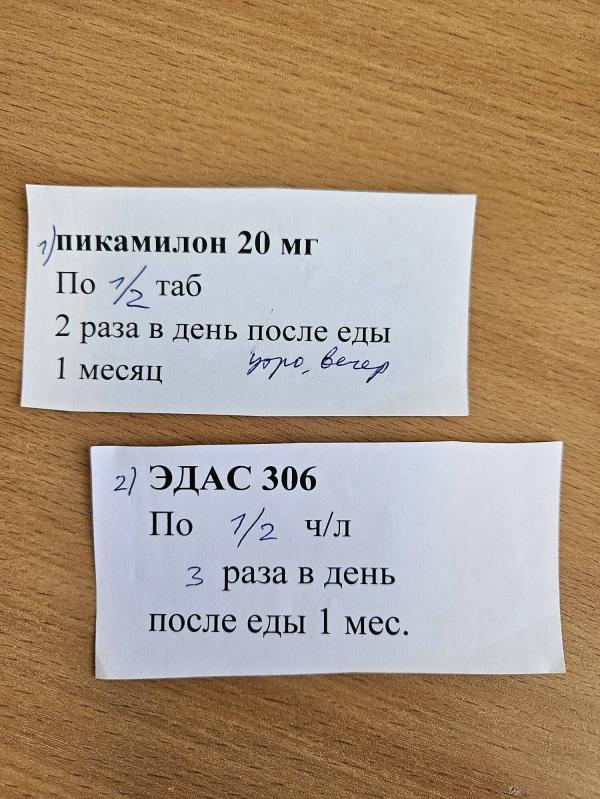 1) пикамилон 20 мг
По 1/2 таб
2 раза в день после еды
1 месяц утро, вечер
2) ЭДАС 306
По 1/2 ч/л
3 раза в день
после еды 1 мес.